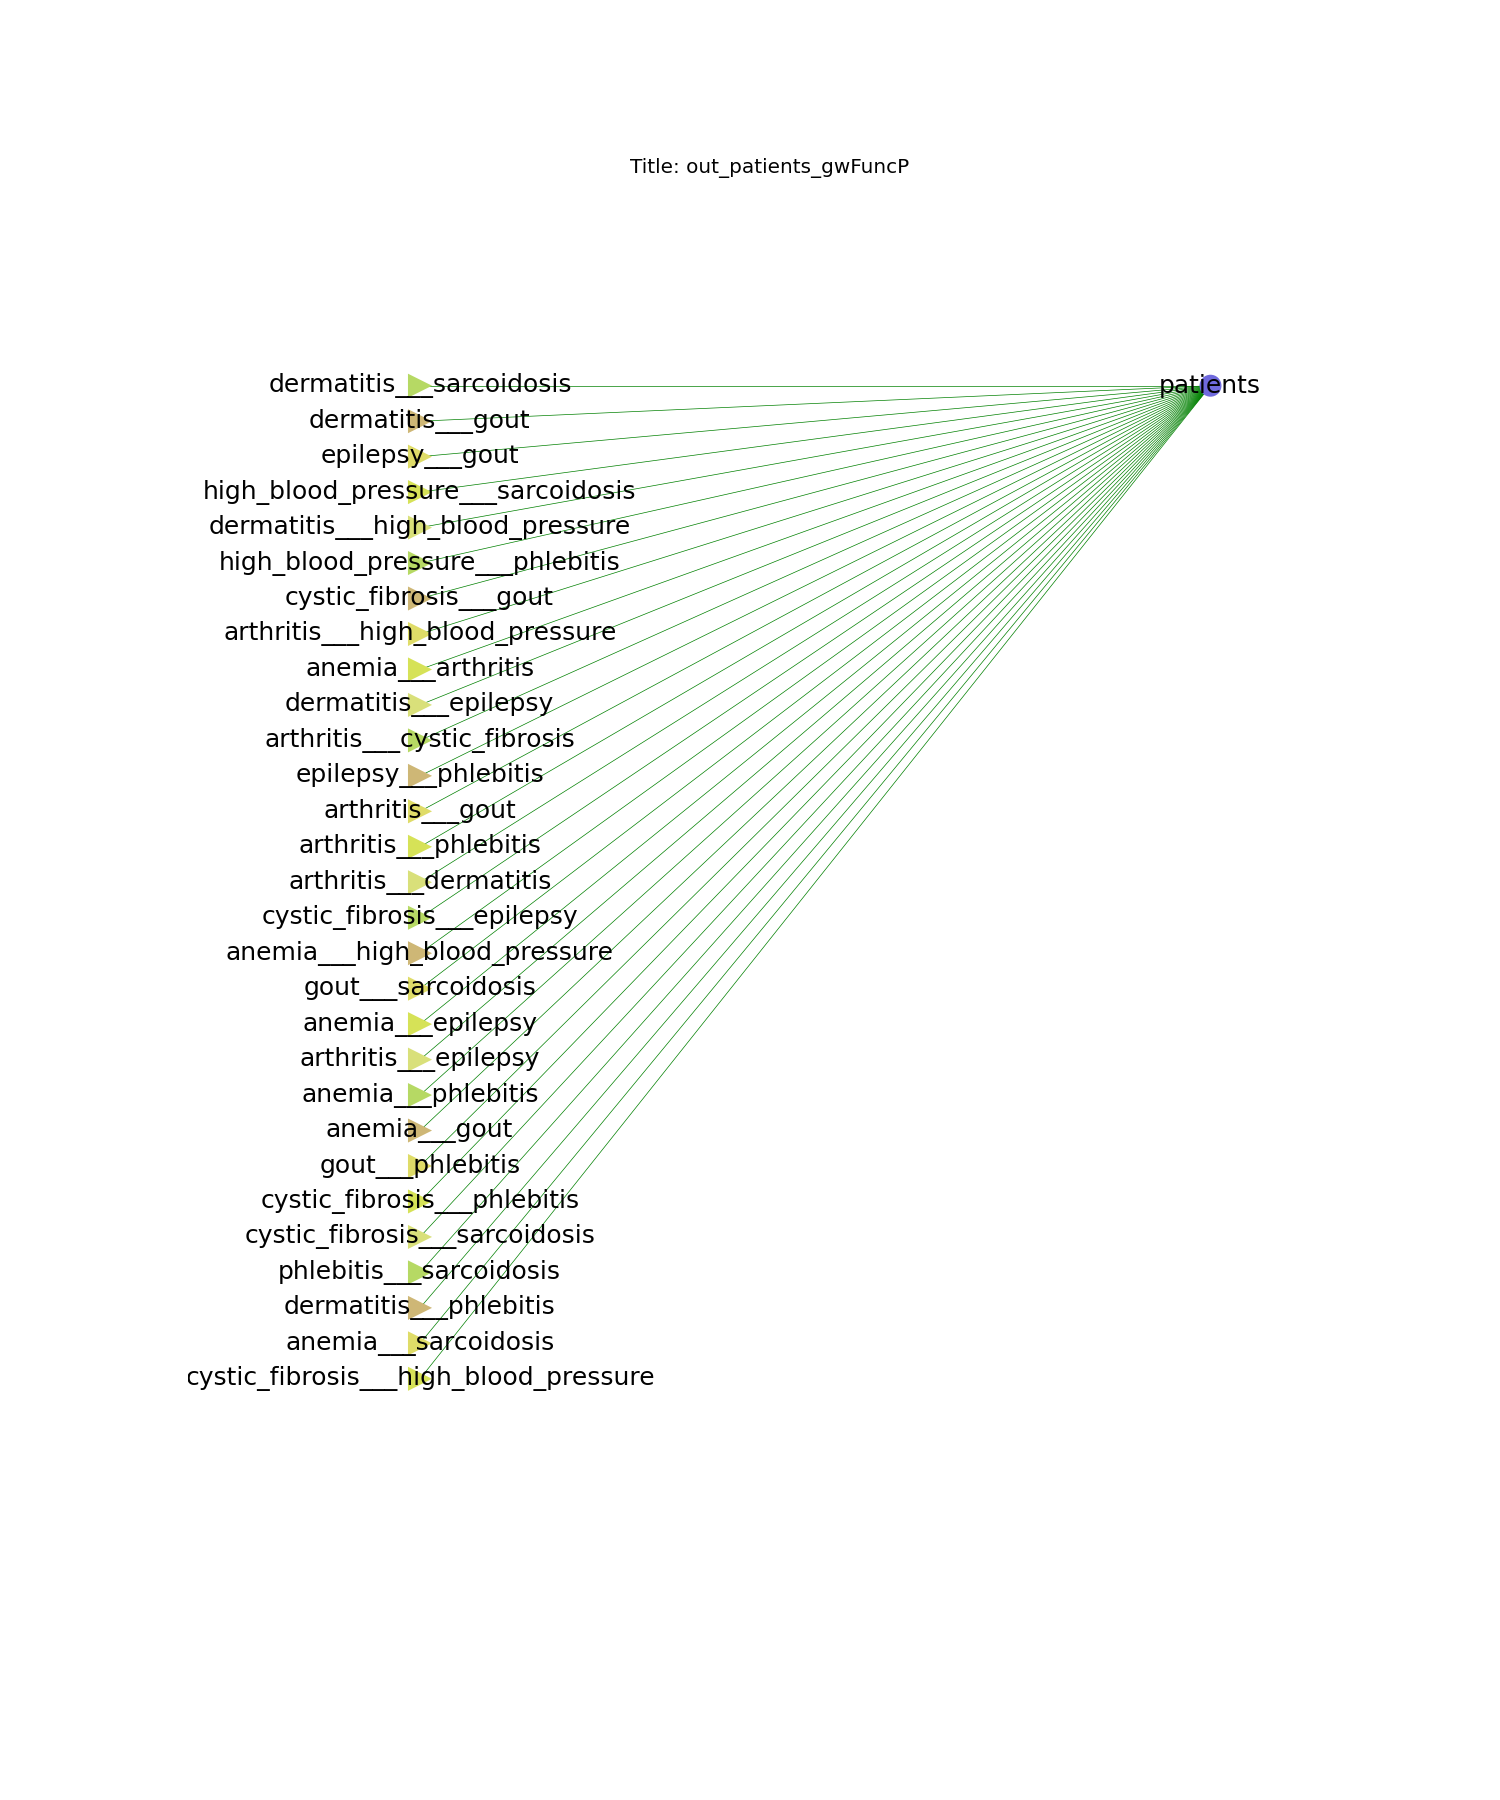 Title: out_patients_gwFuncP
dermatitis___sarcoidosis
patients
dermatitis___gout
epilepsy___gout
high_blood_pressure___sarcoidosis
dermatitis___high_blood_pressure
high_blood_pressure___phlebitis
cystic_fibrosis___gout
arthritis___high_blood_pressure
anemia___arthritis
dermatitis___epilepsy
arthritis___cystic_fibrosis
epilepsy___phlebitis
arthritis___gout
arthritis___phlebitis
arthritis___dermatitis
cystic_fibrosis___epilepsy
anemia___high_blood_pressure
gout___sarcoidosis
anemia___epilepsy
arthritis___epilepsy
anemia___phlebitis
anemia___gout
gout___phlebitis
cystic_fibrosis___phlebitis
cystic_fibrosis___sarcoidosis
phlebitis___sarcoidosis
dermatitis___phlebitis
anemia___sarcoidosis
cystic_fibrosis___high_blood_pressure